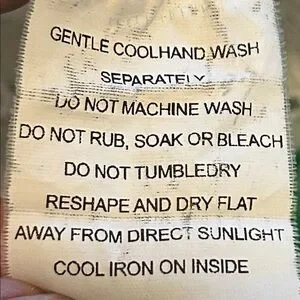 GENTLE COOLHAND WASH
SEPARATELY
DO NOT MACHINE WASH
DO NOT RUB, SOAK OR BLEACH
DO NOT TUMBLEDRY
RESHAPE AND DRY FLAT
AWAY FROM DIRECT SUNLIGHT
COOL IRON ON INSIDE